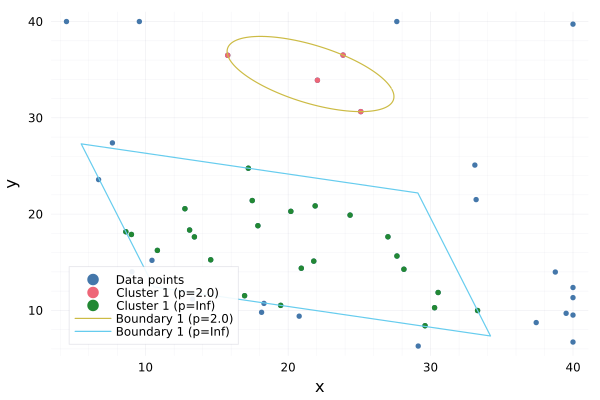 40
30
20
10
y
Data points
Cluster 1 (p=2.0)
Cluster 1 (p=Inf)
Boundary 1 (p=2.0)
Boundary 1 (p=Inf)
10
20
30
40
x